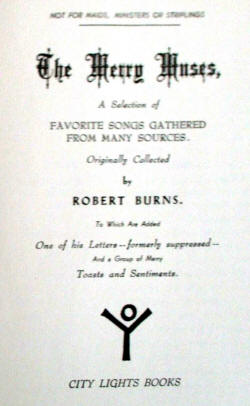 NOT FOR MAIDS, MINISTERS OR STRIPLINGS
The Merry Muses,
A Selection of
FAVORITE SONGS GATHERED
FROM MANY SOURCES.
Originally Collected
by
ROBERT BURNS.
To Which Are Added
One of his Letters--formerly suppressed--
And a Group of Merry
Toasts and Sentiments.
CITY LIGHTS BOOKS